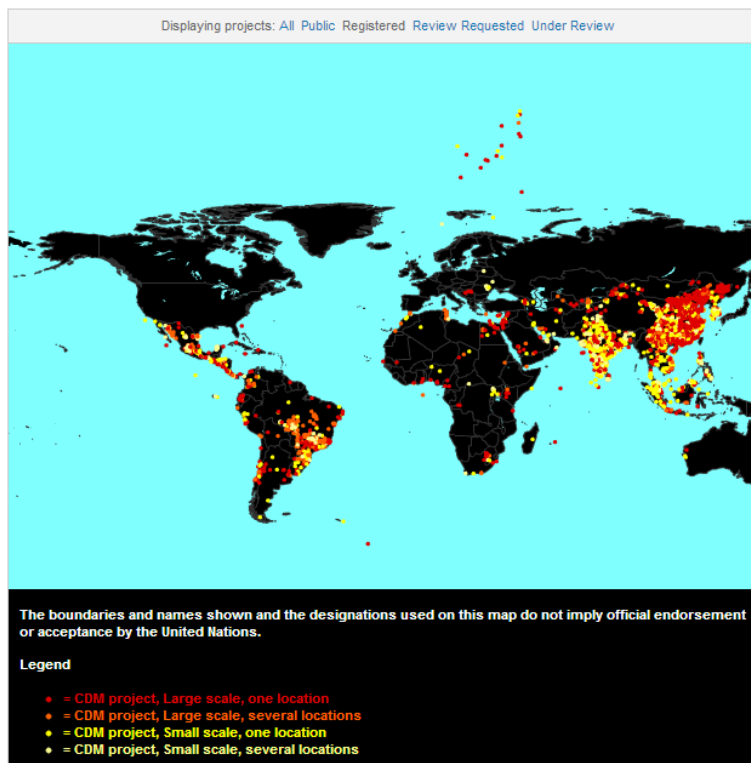 Displaying projects: All Public Registered Review Requested Under Review
The boundaries and names shown and the designations used on this map do not imply official endorsement
or acceptance by the United Nations.
Legend
= CDM project, Large scale, one location
= CDM project, Large scale, several locations
= CDM project, Small scale, one location
= CDM project, Small scale, several locations